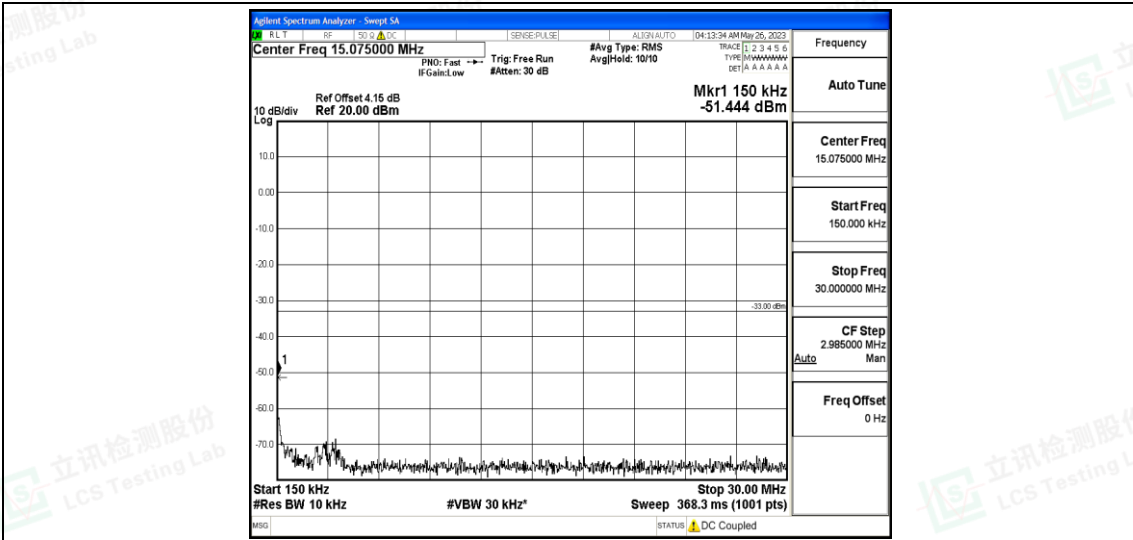 Agilent Spectrum Analyzer - Swept SA
RLT RF 50 Ω DC SENSE:PULSE ALIGN AUTO 04:13:34 AM May 26, 2023
Center Freq 15.075000 MHz
PNO: Fast
IFGain:Low
Trig: Free Run
#Atten: 30 dB
#Avg Type: RMS
Avg|Hold: 10/10
TRACE 1 2 3 4 5 6
TYPE MWWWWW
DET A A A A A A
Mkr1 150 kHz
-51.444 dBm
Ref Offset 4.15 dB
10 dB/div Ref 20.00 dBm
Log
10.0
0.00
-10.0
-20.0
-30.0
-33.00 dBm
-40.0
1
-50.0
-60.0
-70.0
Start 150 kHz Stop 30.00 MHz
#Res BW 10 kHz #VBW 30 kHz* Sweep 368.3 ms (1001 pts)
MSG STATUS DC Coupled
Frequency
Auto Tune
Center Freq
15.075000 MHz
Start Freq
150.000 kHz
Stop Freq
30.000000 MHz
CF Step
2.985000 MHz
Auto Man
Freq Offset
0 Hz
立讯检测股份
LCS Testing Lab